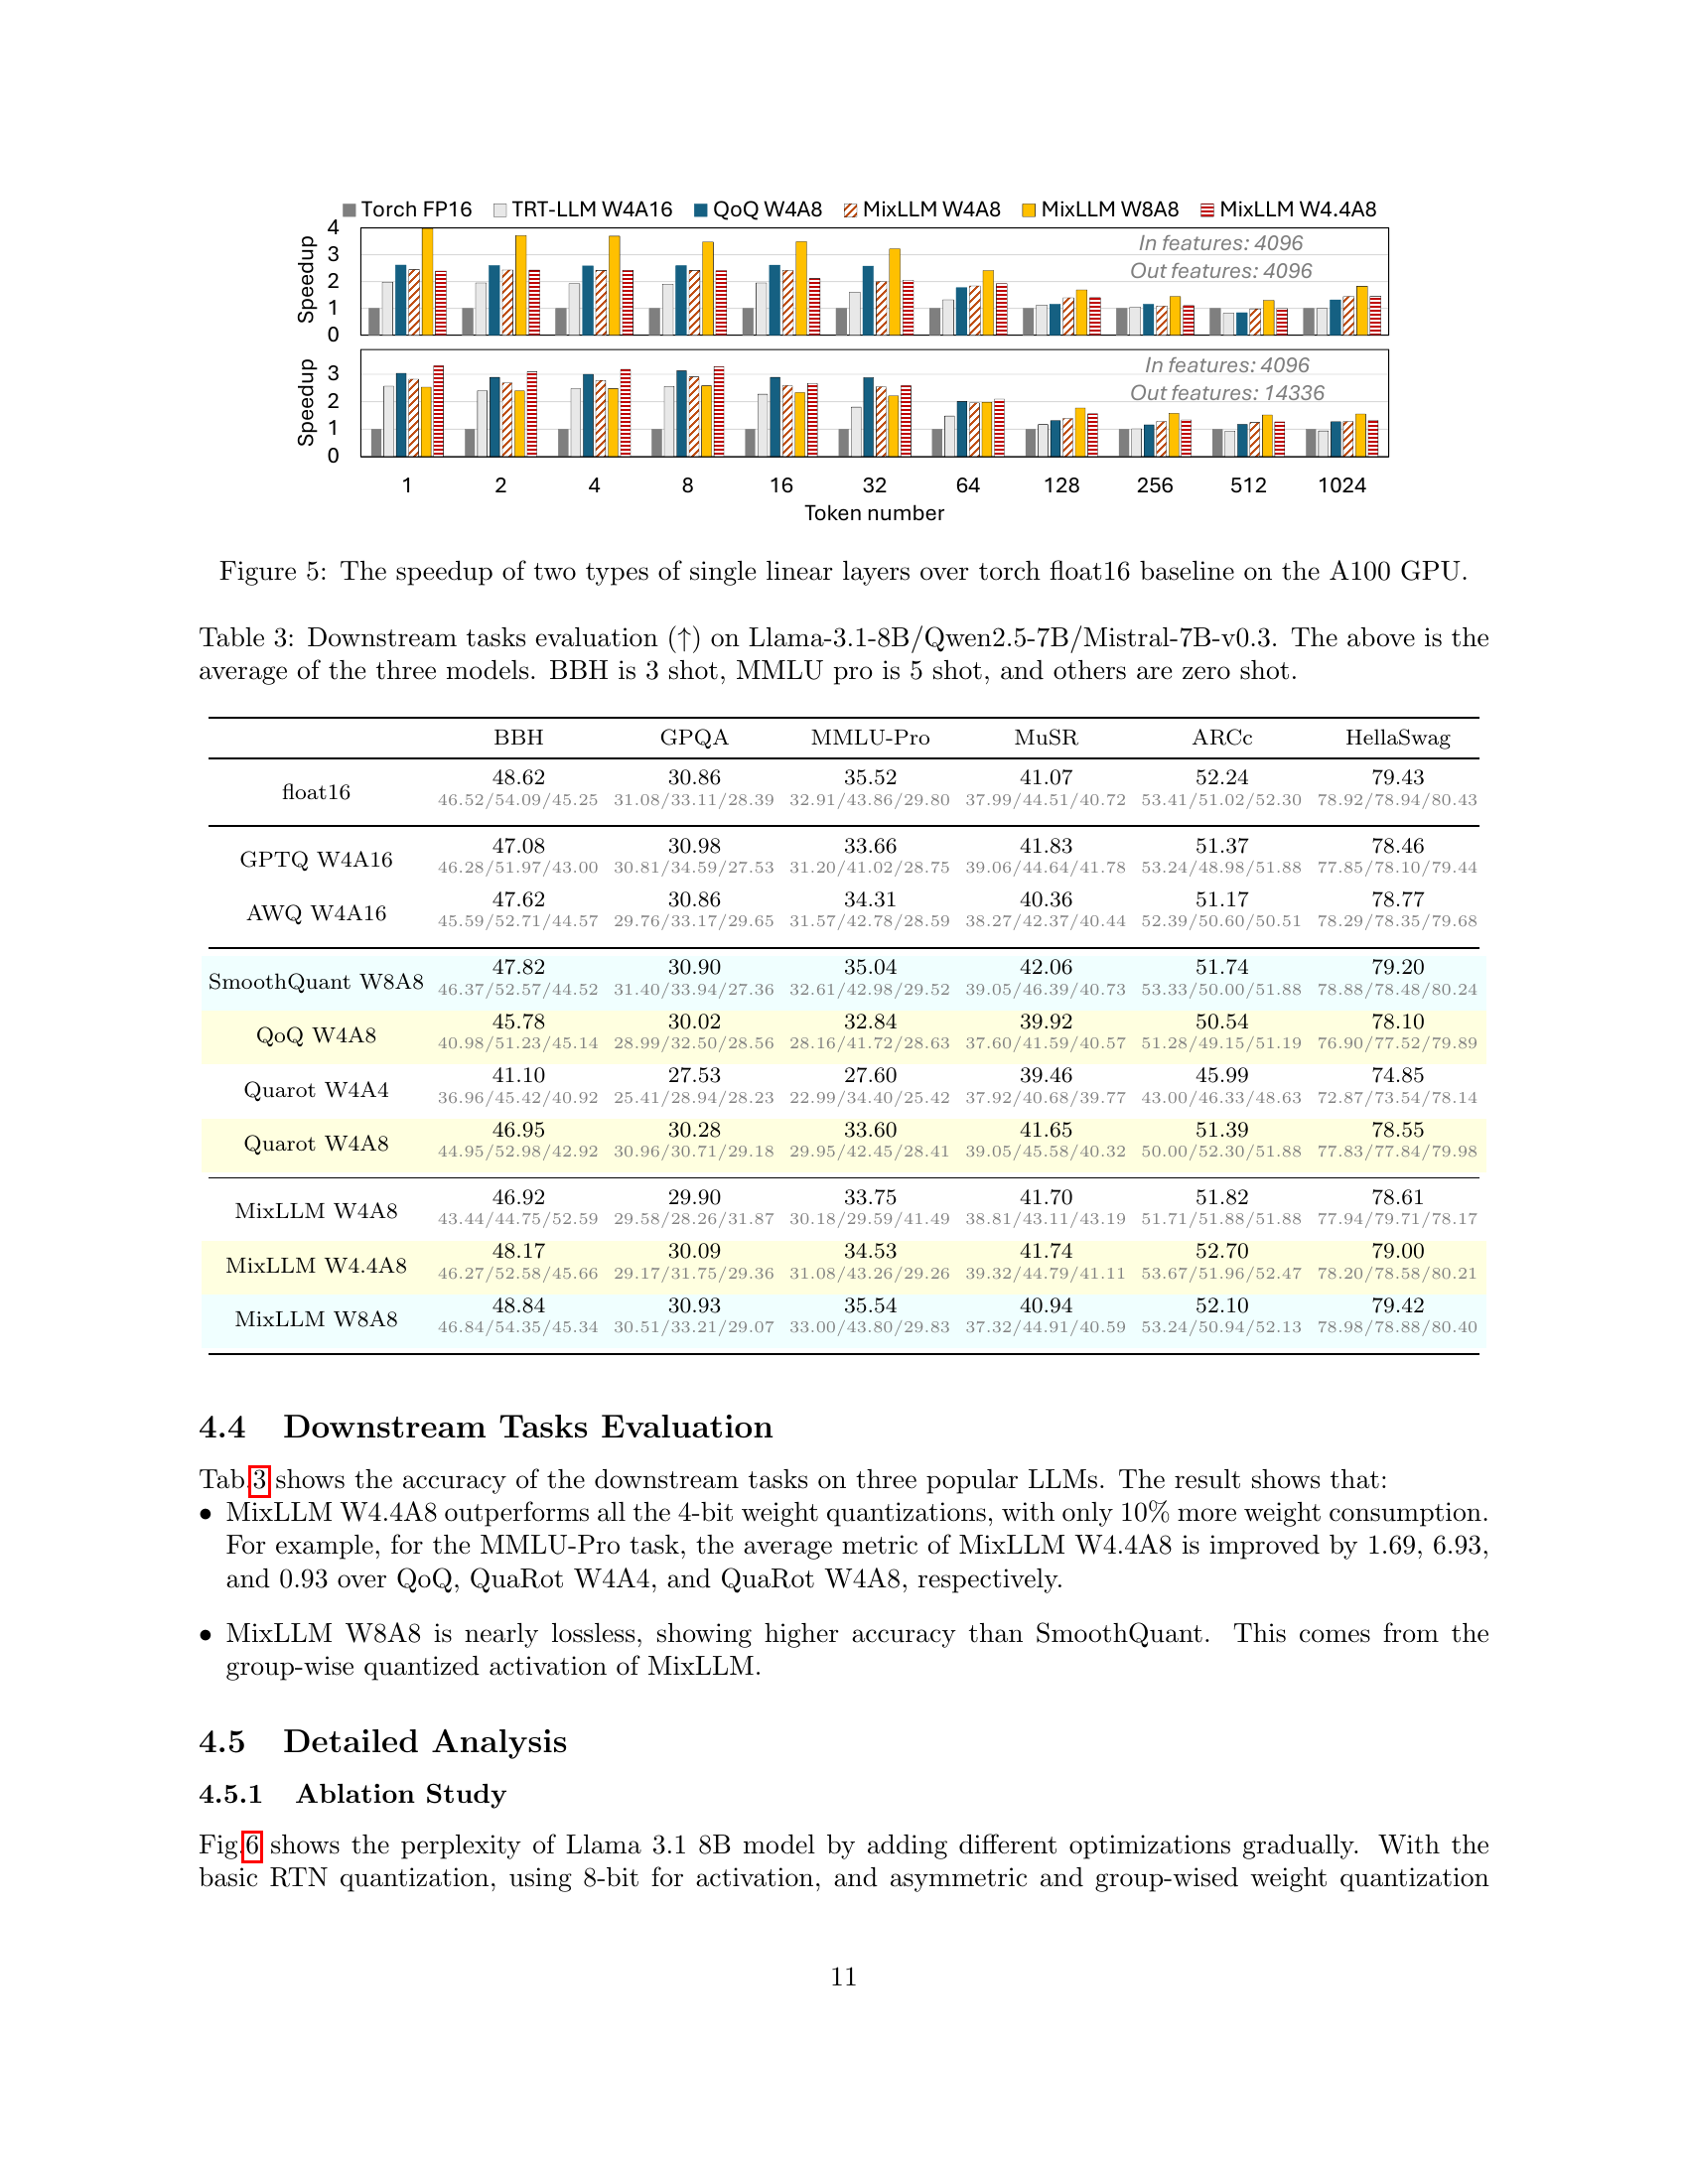 Torch FP16 TRT-LLM W4A16 QoQ W4A8 MixLLM W4A8 MixLLM W8A8 MixLLM W4.4A8
Speedup
4
3
2
1
0
In features: 4096
Out features: 4096
Speedup
3
2
1
0
In features: 4096
Out features: 14336
1 2 4 8 16 32 64 128 256 512 1024
Token number
Figure 5: The speedup of two types of single linear layers over torch float16 baseline on the A100 GPU.
Table 3: Downstream tasks evaluation (↑) on Llama-3.1-8B/Qwen2.5-7B/Mistral-7B-v0.3. The above is the
average of the three models. BBH is 3 shot, MMLU pro is 5 shot, and others are zero shot.
BBH GPQA MMLU-Pro MuSR ARCc HellaSwag
float16 48.62 30.86 35.52 41.07 52.24 79.43
46.52/54.09/45.25 31.08/33.11/28.39 32.91/43.86/29.80 37.99/44.51/40.72 53.41/51.02/52.30 78.92/78.94/80.43
GPTQ W4A16 47.08 30.98 33.66 41.83 51.37 78.46
46.28/51.97/43.00 30.81/34.59/27.53 31.20/41.02/28.75 39.06/44.64/41.78 53.24/48.98/51.88 77.85/78.10/79.44
AWQ W4A16 47.62 30.86 34.31 40.36 51.17 78.77
45.59/52.71/44.57 29.76/33.17/29.65 31.57/42.78/28.59 38.27/42.37/40.44 52.39/50.60/50.51 78.29/78.35/79.68
SmoothQuant W8A8 47.82 30.90 35.04 42.06 51.74 79.20
46.37/52.57/44.52 31.40/33.94/27.36 32.61/42.98/29.52 39.05/46.39/40.73 53.33/50.00/51.88 78.88/78.48/80.24
QoQ W4A8 45.78 30.02 32.84 39.92 50.54 78.10
40.98/51.23/45.14 28.99/32.50/28.56 28.16/41.72/28.63 37.60/41.59/40.57 51.28/49.15/51.19 76.90/77.52/79.89
Quarot W4A4 41.10 27.53 27.60 39.46 45.99 74.85
36.96/45.42/40.92 25.41/28.94/28.23 22.99/34.40/25.42 37.92/40.68/39.77 43.00/46.33/48.63 72.87/73.54/78.14
Quarot W4A8 46.95 30.28 33.60 41.65 51.39 78.55
44.95/52.98/42.92 30.96/30.71/29.18 29.95/42.45/28.41 39.05/45.58/40.32 50.00/52.30/51.88 77.83/77.84/79.98
MixLLM W4A8 46.92 29.90 33.75 41.70 51.82 78.61
43.44/44.75/52.59 29.58/28.26/31.87 30.18/29.59/41.49 38.81/43.11/43.19 51.71/51.88/51.88 77.94/79.71/78.17
MixLLM W4.4A8 48.17 30.09 34.53 41.74 52.70 79.00
46.27/52.58/45.66 29.17/31.75/29.36 31.08/43.26/29.26 39.32/44.79/41.11 53.67/51.96/52.47 78.20/78.58/80.21
MixLLM W8A8 48.84 30.93 35.54 40.94 52.10 79.42
46.84/54.35/45.34 30.51/33.21/29.07 33.00/43.80/29.83 37.32/44.91/40.59 53.24/50.94/52.13 78.98/78.88/80.40
4.4 Downstream Tasks Evaluation
Tab.3 shows the accuracy of the downstream tasks on three popular LLMs. The result shows that:
• MixLLM W4.4A8 outperforms all the 4-bit weight quantizations, with only 10% more weight consumption.
For example, for the MMLU-Pro task, the average metric of MixLLM W4.4A8 is improved by 1.69, 6.93,
and 0.93 over QoQ, QuaRot W4A4, and QuaRot W4A8, respectively.
• MixLLM W8A8 is nearly lossless, showing higher accuracy than SmoothQuant. This comes from the
group-wise quantized activation of MixLLM.
4.5 Detailed Analysis
4.5.1 Ablation Study
Fig.6 shows the perplexity of Llama 3.1 8B model by adding different optimizations gradually. With the
basic RTN quantization, using 8-bit for activation, and asymmetric and group-wised weight quantization
11